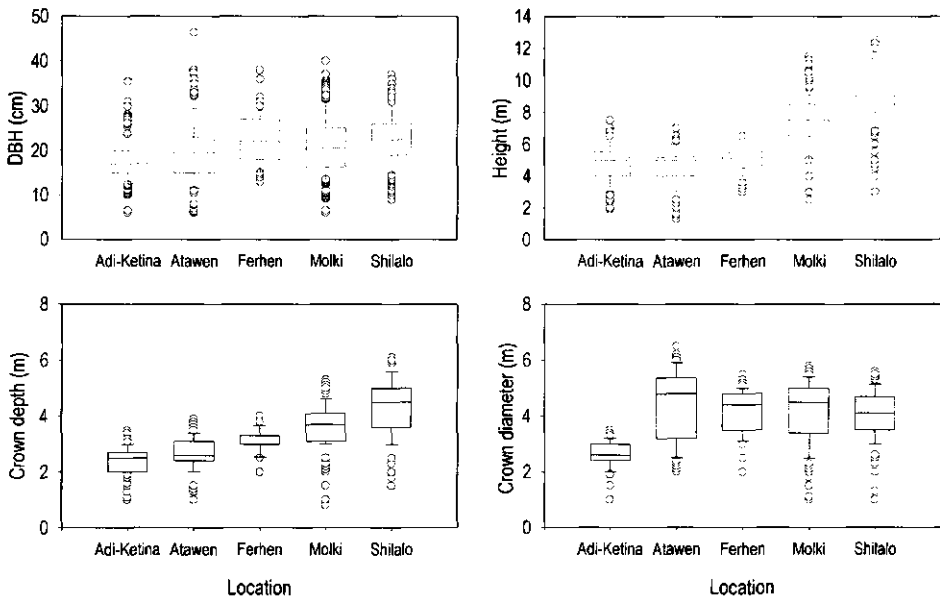 DBH (cm)
50
40
30
20
10
0
Adi-Ketina Atawen Ferhen Molki Shilalo
Height (m)
14
12
10
8
6
4
2
0
Adi-Ketina Atawen Ferhen Molki Shilalo
Crown depth (m)
8
6
4
2
0
Adi-Ketina Atawen Ferhen Molki Shilalo
Location
Crown diameter (m)
8
6
4
2
0
Adi-Ketina Atawen Ferhen Molki Shilalo
Location